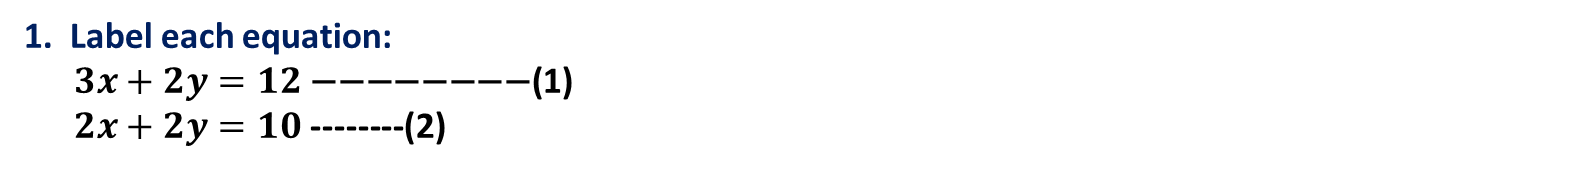 1. Label each equation:
3x + 2y = 12 −−−−−−−−(1)
2x + 2y = 10 --------(2)